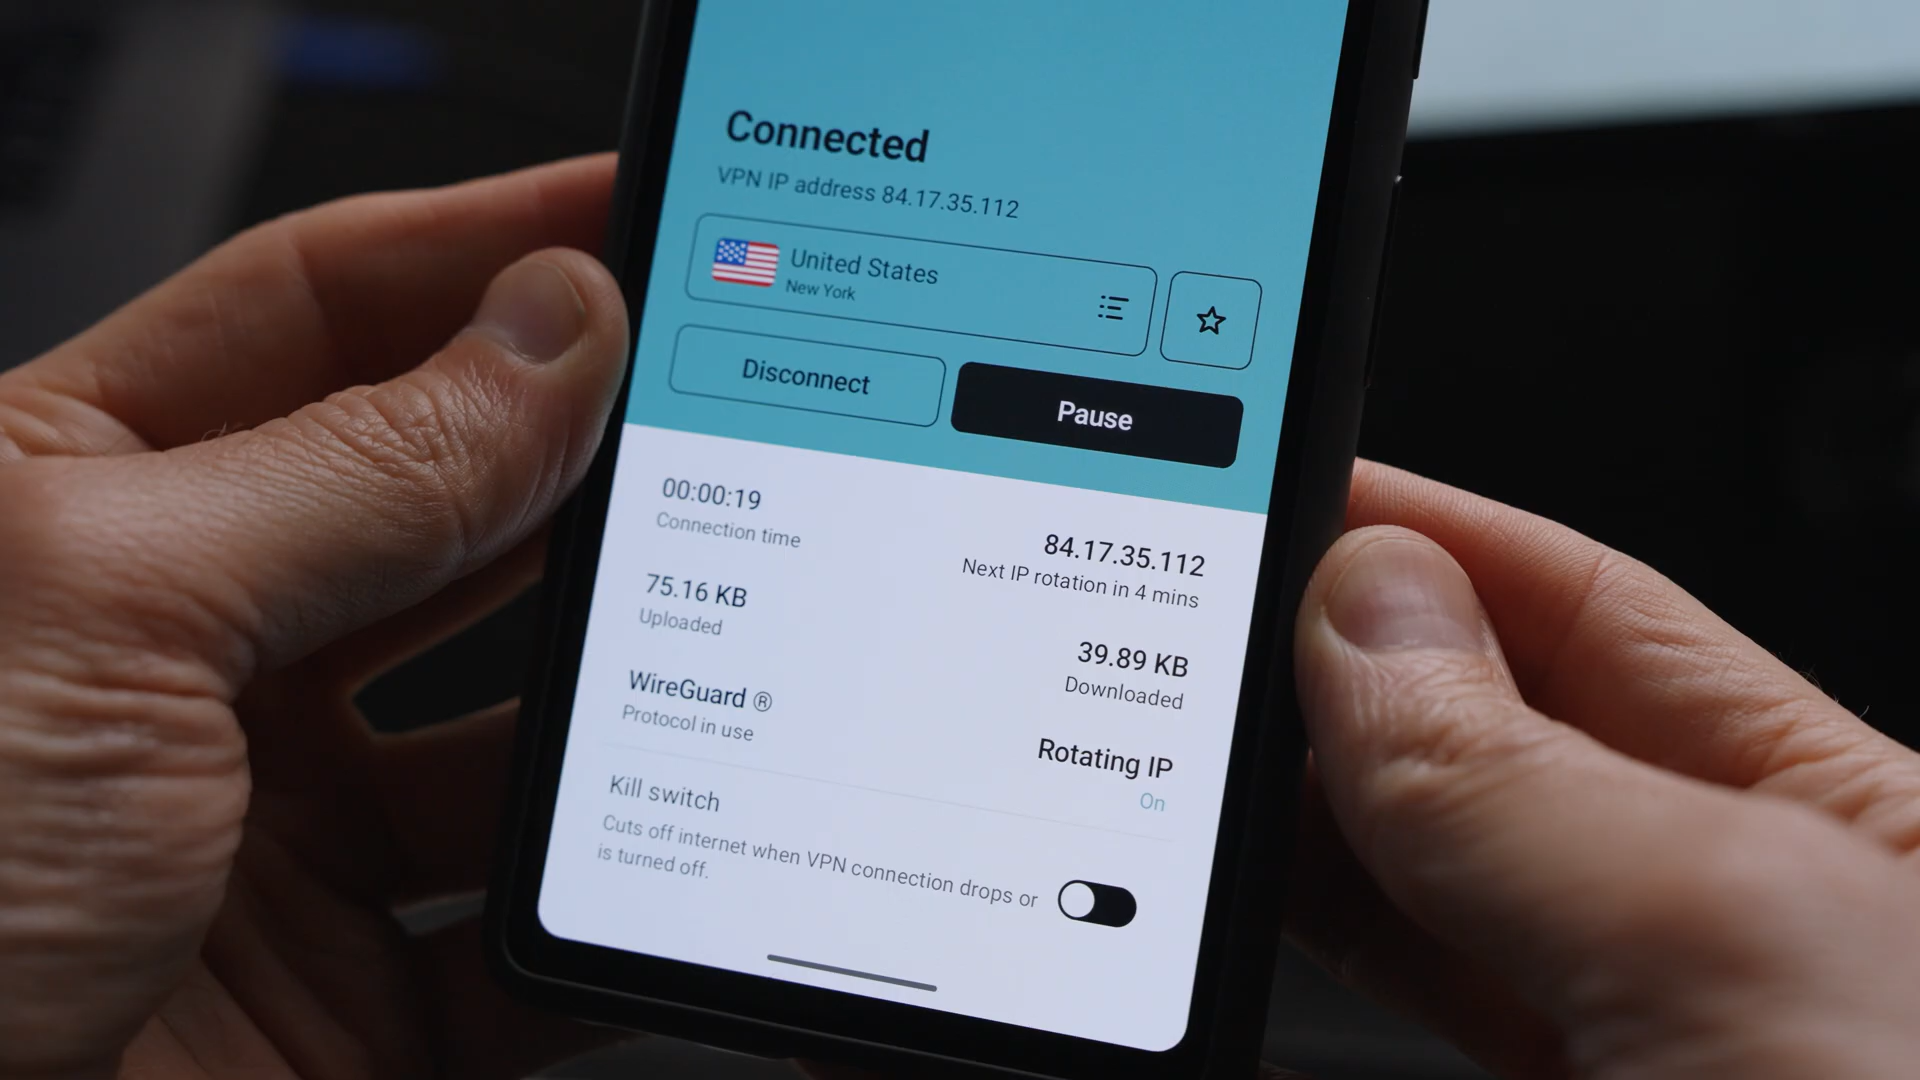 Connected
VPN IP address 84.17.35.112
United States
New York
Disconnect
Pause
00:00:19
Connection time
84.17.35.112
Next IP rotation in 4 mins
75.16 KB
Uploaded
39.89 KB
Downloaded
WireGuard ®
Protocol in use
Rotating IP
On
Kill switch
Cuts off internet when VPN connection drops or
is turned off.